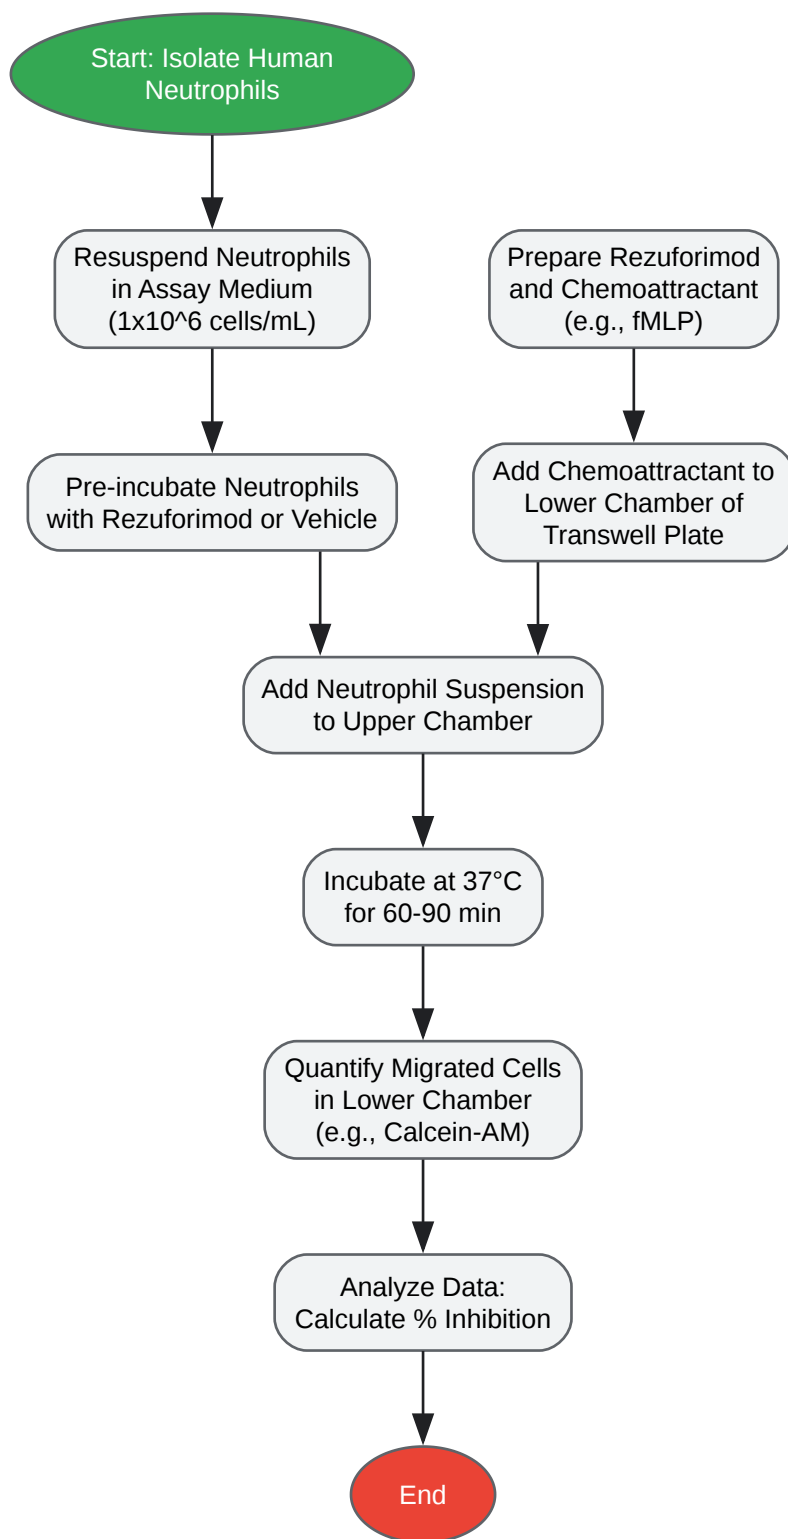 Start: Isolate Human
Neutrophils
Resuspend Neutrophils
in Assay Medium
(1x10^6 cells/mL)
Prepare Rezuforimod
and Chemoattractant
(e.g., fMLP)
Pre-incubate Neutrophils
with Rezuforimod or Vehicle
Add Chemoattractant to
Lower Chamber of
Transwell Plate
Add Neutrophil Suspension
to Upper Chamber
Incubate at 37°C
for 60-90 min
Quantify Migrated Cells
in Lower Chamber
(e.g., Calcein-AM)
Analyze Data:
Calculate % Inhibition
End